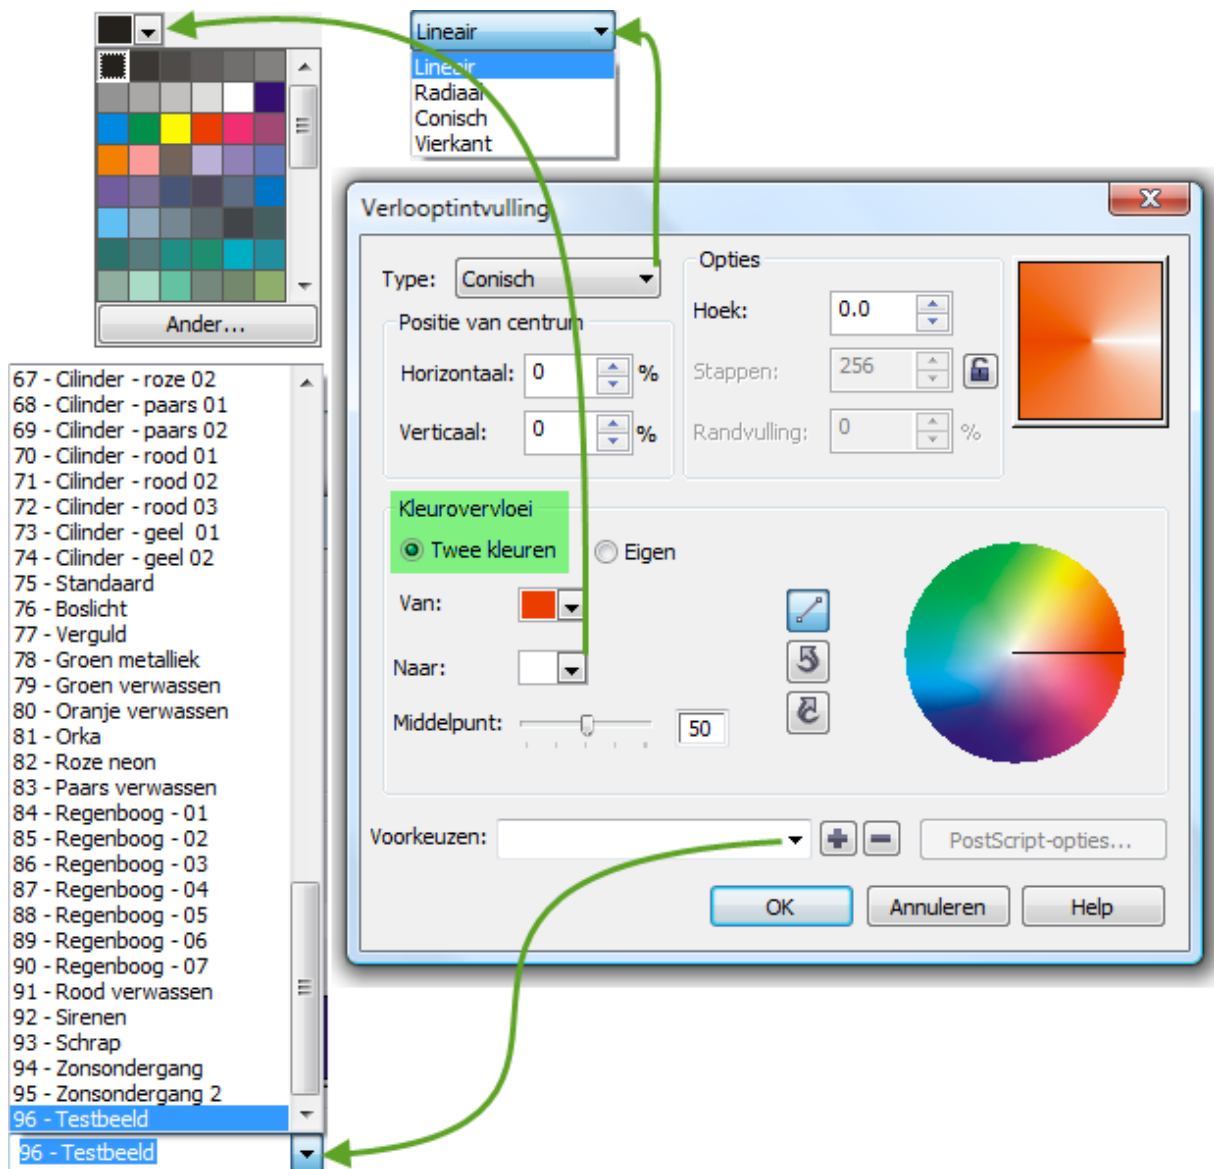 Lineair
Lineair
Radiaal
Conisch
Vierkant
Ander...
67 - Cilinder - roze 02
68 - Cilinder - paars 01
69 - Cilinder - paars 02
70 - Cilinder - rood 01
71 - Cilinder - rood 02
72 - Cilinder - rood 03
73 - Cilinder - geel  01
74 - Cilinder - geel 02
75 - Standaard
76 - Boslicht
77 - Verguld
78 - Groen metalliek
79 - Groen verwassen
80 - Oranje verwassen
81 - Orka
82 - Roze neon
83 - Paars verwassen
84 - Regenboog - 01
85 - Regenboog - 02
86 - Regenboog - 03
87 - Regenboog - 04
88 - Regenboog - 05
89 - Regenboog - 06
90 - Regenboog - 07
91 - Rood verwassen
92 - Sirenen
93 - Schrap
94 - Zonsondergang
95 - Zonsondergang 2
96 - Testbeeld
96 - Testbeeld
Verlooptintvulling
Type: Conisch
Positie van centrum
Horizontaal: 0 %
Verticaal: 0 %
Opties
Hoek: 0.0
Stappen: 256
Randvulling: 0 %
Kleurovervloei
Twee kleuren Eigen
Van:
Naar:
Middelpunt: 50
Voorkeuzen:
PostScript-opties...
OK Annuleren Help